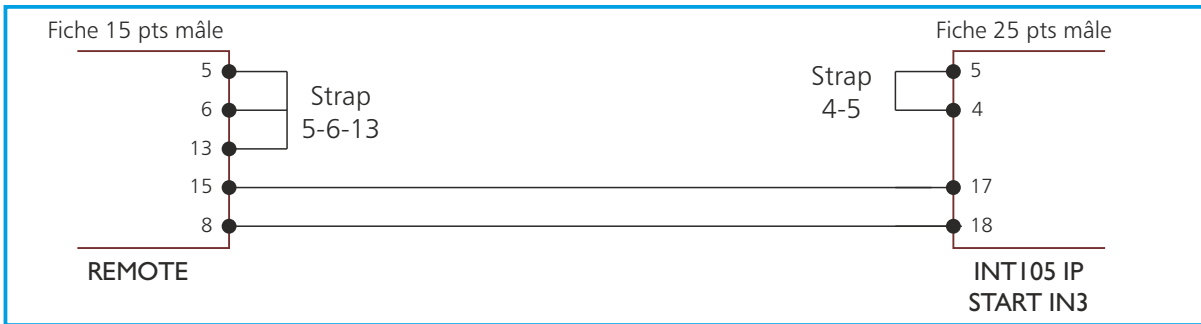 Fiche 15 pts mâle
Fiche 25 pts mâle
5
6
13
15
8
Strap
5-6-13
Strap
4-5
5
4
17
18
REMOTE
INT105 IP
START IN3